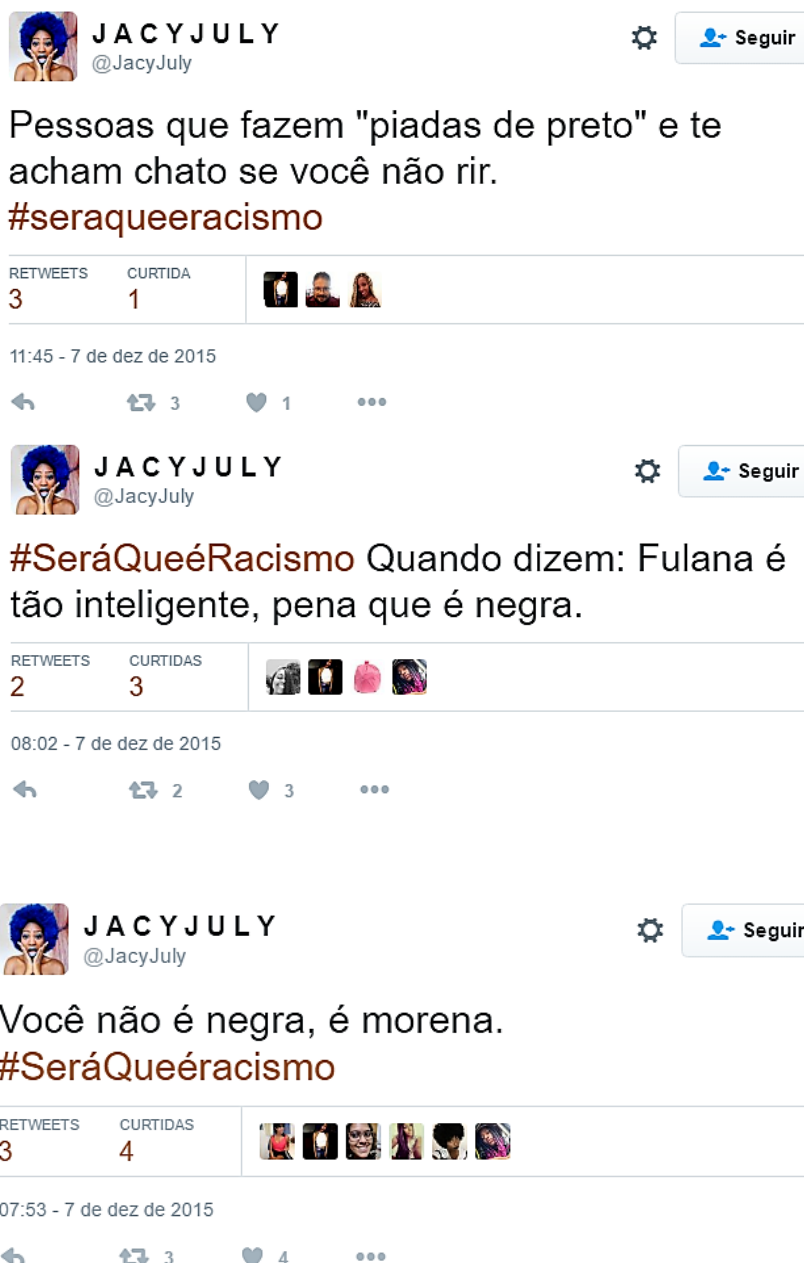 JACYJULY
@JacyJuly
Seguir
Pessoas que fazem "piadas de preto" e te
acham chato se você não rir.
#seraqueeracismo
RETWEETS CURTIDA
3 1
11:45 - 7 de dez de 2015
3 1
JACYJULY
@JacyJuly
Seguir
#SeráQueéRacismo Quando dizem: Fulana é
tão inteligente, pena que é negra.
RETWEETS CURTIDAS
2 3
08:02 - 7 de dez de 2015
2 3
JACYJULY
@JacyJuly
Seguir
Você não é negra, é morena.
#SeráQueéracismo
RETWEETS CURTIDAS
3 4
07:53 - 7 de dez de 2015
3 4